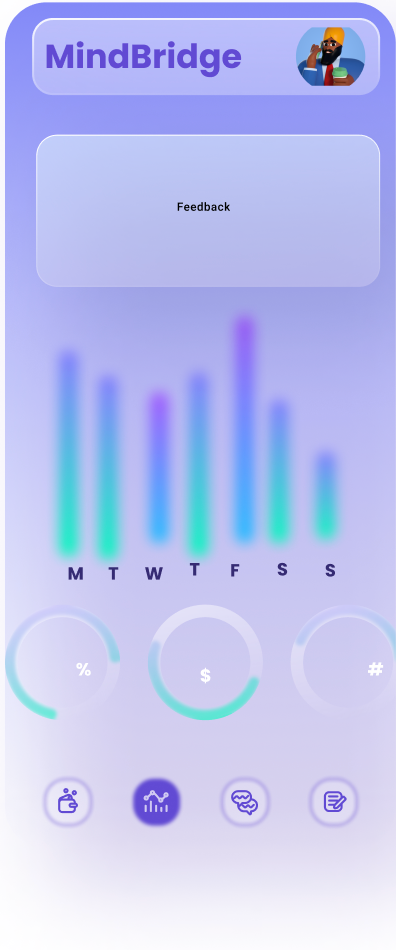 MindBridge
Feedback
M T W T F S S
% $ #